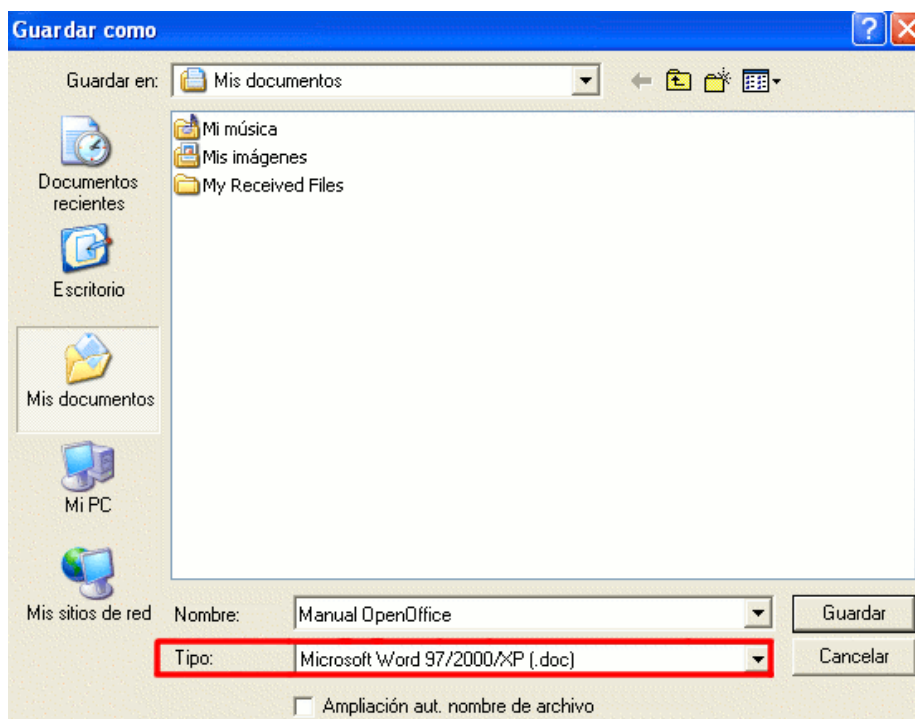 Guardar como
Guardar en:
Mis documentos
Mi música
Mis imágenes
My Received Files
Documentos
recientes
Escritorio
Mis documentos
Mi PC
Mis sitios de red
Nombre:
Manual OpenOffice
Guardar
Tipo:
Microsoft Word 97/2000/XP (.doc)
Cancelar
Ampliación aut. nombre de archivo